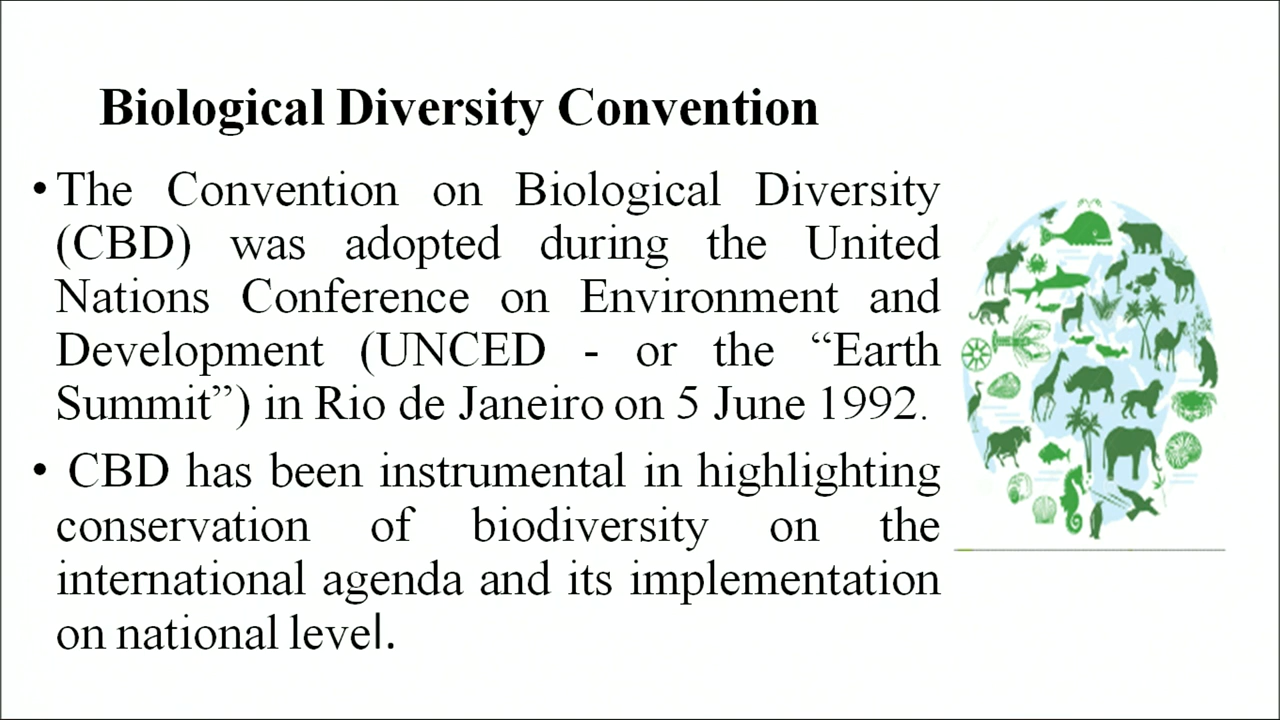 Biological Diversity Convention
• The Convention on Biological Diversity
(CBD) was adopted during the United
Nations Conference on Environment and
Development (UNCED - or the “Earth
Summit”) in Rio de Janeiro on 5 June 1992.
• CBD has been instrumental in highlighting
conservation of biodiversity on the
international agenda and its implementation
on national level.